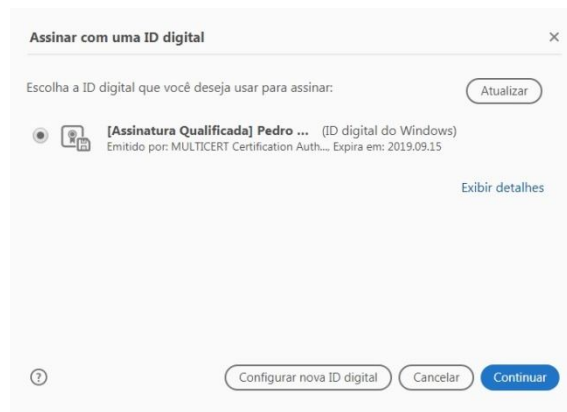 Assinar com uma ID digital
Escolha a ID digital que você deseja usar para assinar:
Atualizar
[Assinatura Qualificada] Pedro ... (ID digital do Windows)
Emitido por: MULTICERT Certification Auth..., Expira em: 2019.09.15
Exibir detalhes
?
Configurar nova ID digital
Cancelar
Continuar